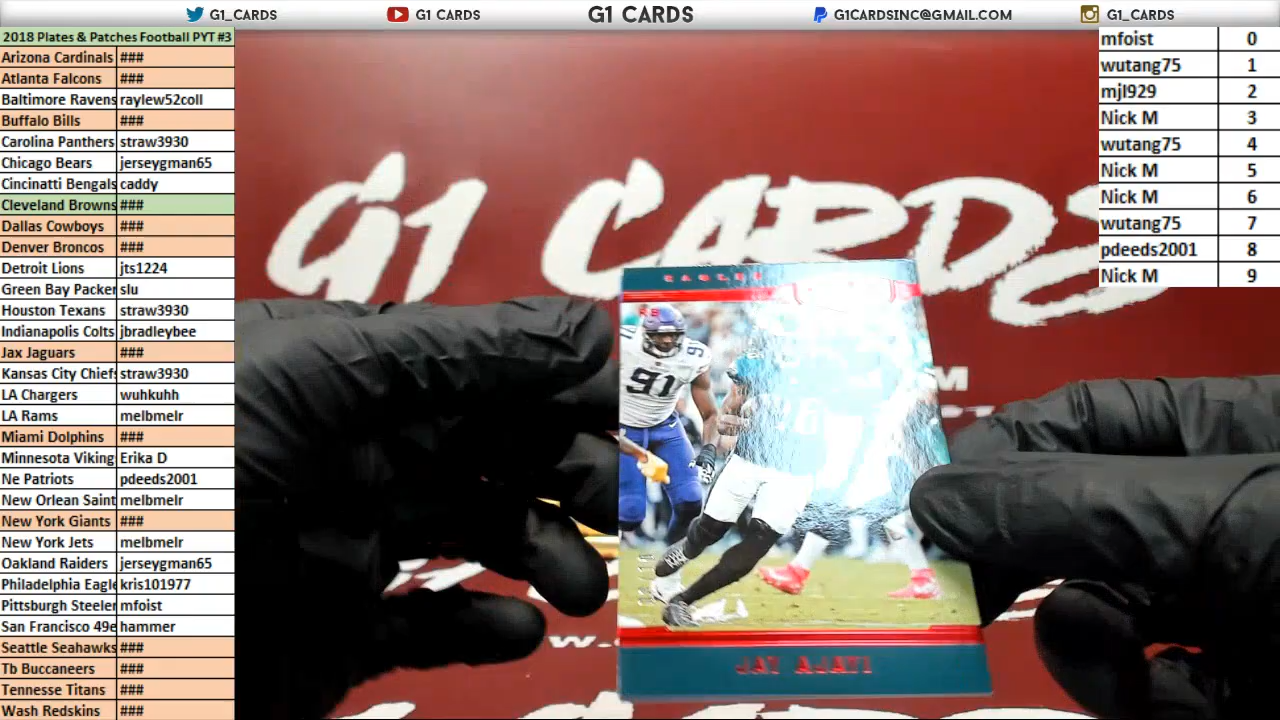 G1_CARDS
G1 CARDS
G1 CARDS
G1CARDSINC@GMAIL.COM
G1_CARDS
2018 Plates & Patches Football PYT #3
Arizona Cardinals ###
Atlanta Falcons ###
Baltimore Ravens raylew52coll
Buffalo Bills ###
Carolina Panthers straw3930
Chicago Bears jerseygman65
Cincinatti Bengals caddy
Cleveland Browns ###
Dallas Cowboys ###
Denver Broncos ###
Detroit Lions jts1224
Green Bay Packer slu
Houston Texans straw3930
Indianapolis Colts jbradleybee
Jax Jaguars ###
Kansas City Chiefs straw3930
LA Chargers wuhkuhh
LA Rams melbmelr
Miami Dolphins ###
Minnesota Viking Erika D
Ne Patriots pdeeds2001
New Orlean Saint melbmelr
New York Giants ###
New York Jets melbmelr
Oakland Raiders jerseygman65
Philadelphia Eagle kris101977
Pittsburgh Steeler mfoist
San Francisco 49e hammer
Seattle Seahawks ###
Tb Buccaneers ###
Tennesse Titans ###
Wash Redskins ###
mfoist 0
wutang75 1
mjl929 2
Nick M 3
wutang75 4
Nick M 5
Nick M 6
wutang75 7
pdeeds2001 8
Nick M 9
G1 CARDS
EAGLES
RB
91
91
JAY AJAYI